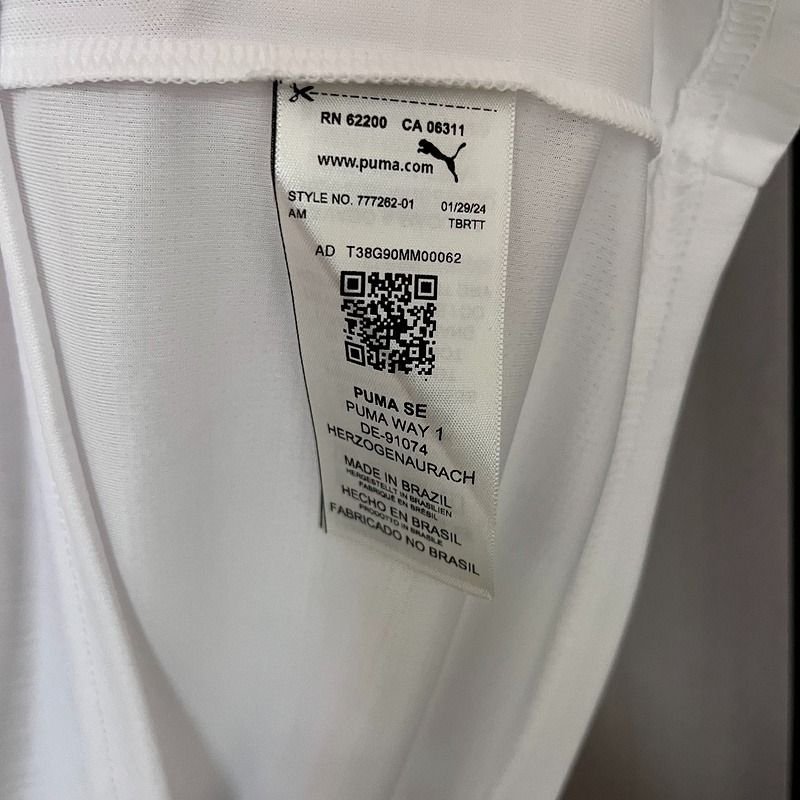 RN 62200 CA 06311
www.puma.com
STYLE NO. 777262-01 01/29/24
AM TBRTT
AD T38G90MM00062
PUMA SE
PUMA WAY 1
DE-91074
HERZOGENAURACH
MADE IN BRAZIL
HERGESTELLT IN BRASILIEN
FABRIQUÉ EN BRÉSIL
HECHO EN BRASIL
PRODOTTO IN BRASILE
FABRICADO NO BRASIL